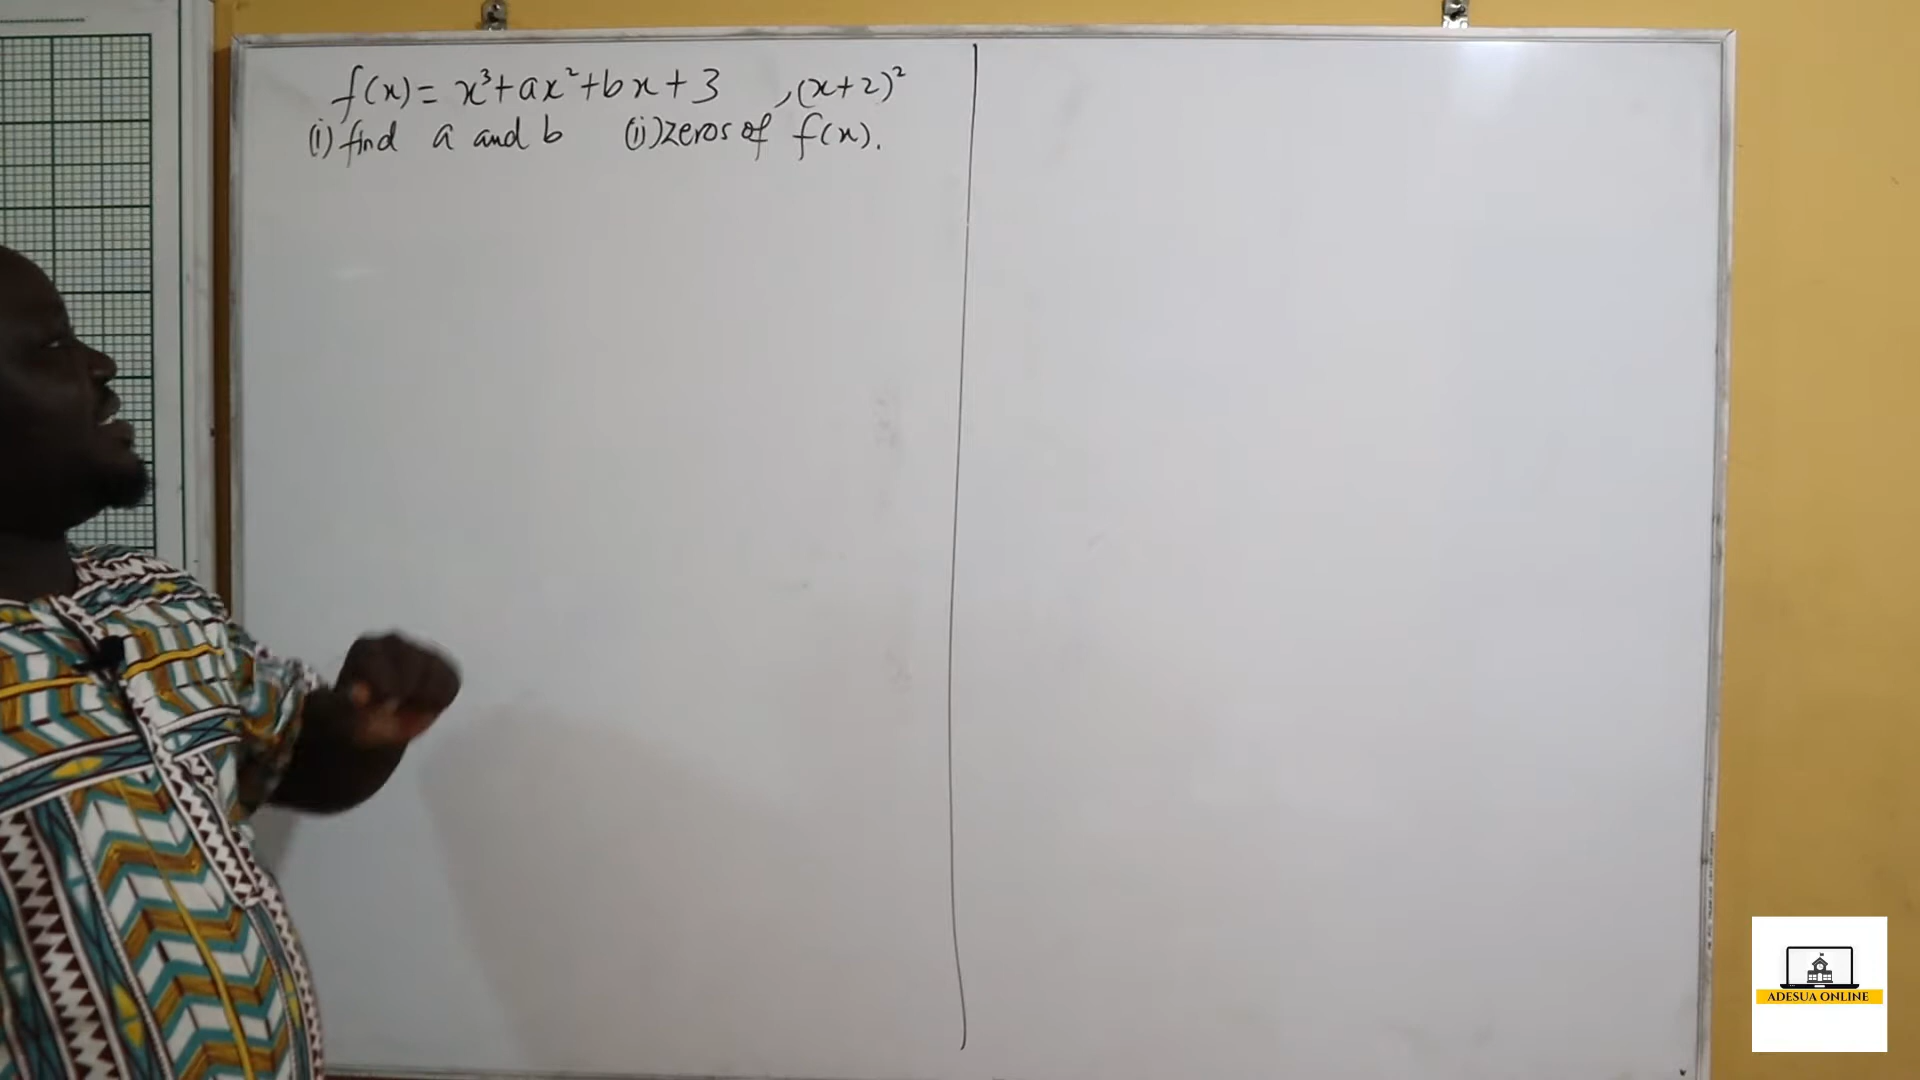 f(x) = x³+ax²+bx+3 , (x+2)²
(i) find a and b (ii) zeros of f(x).
ADESUA ONLINE